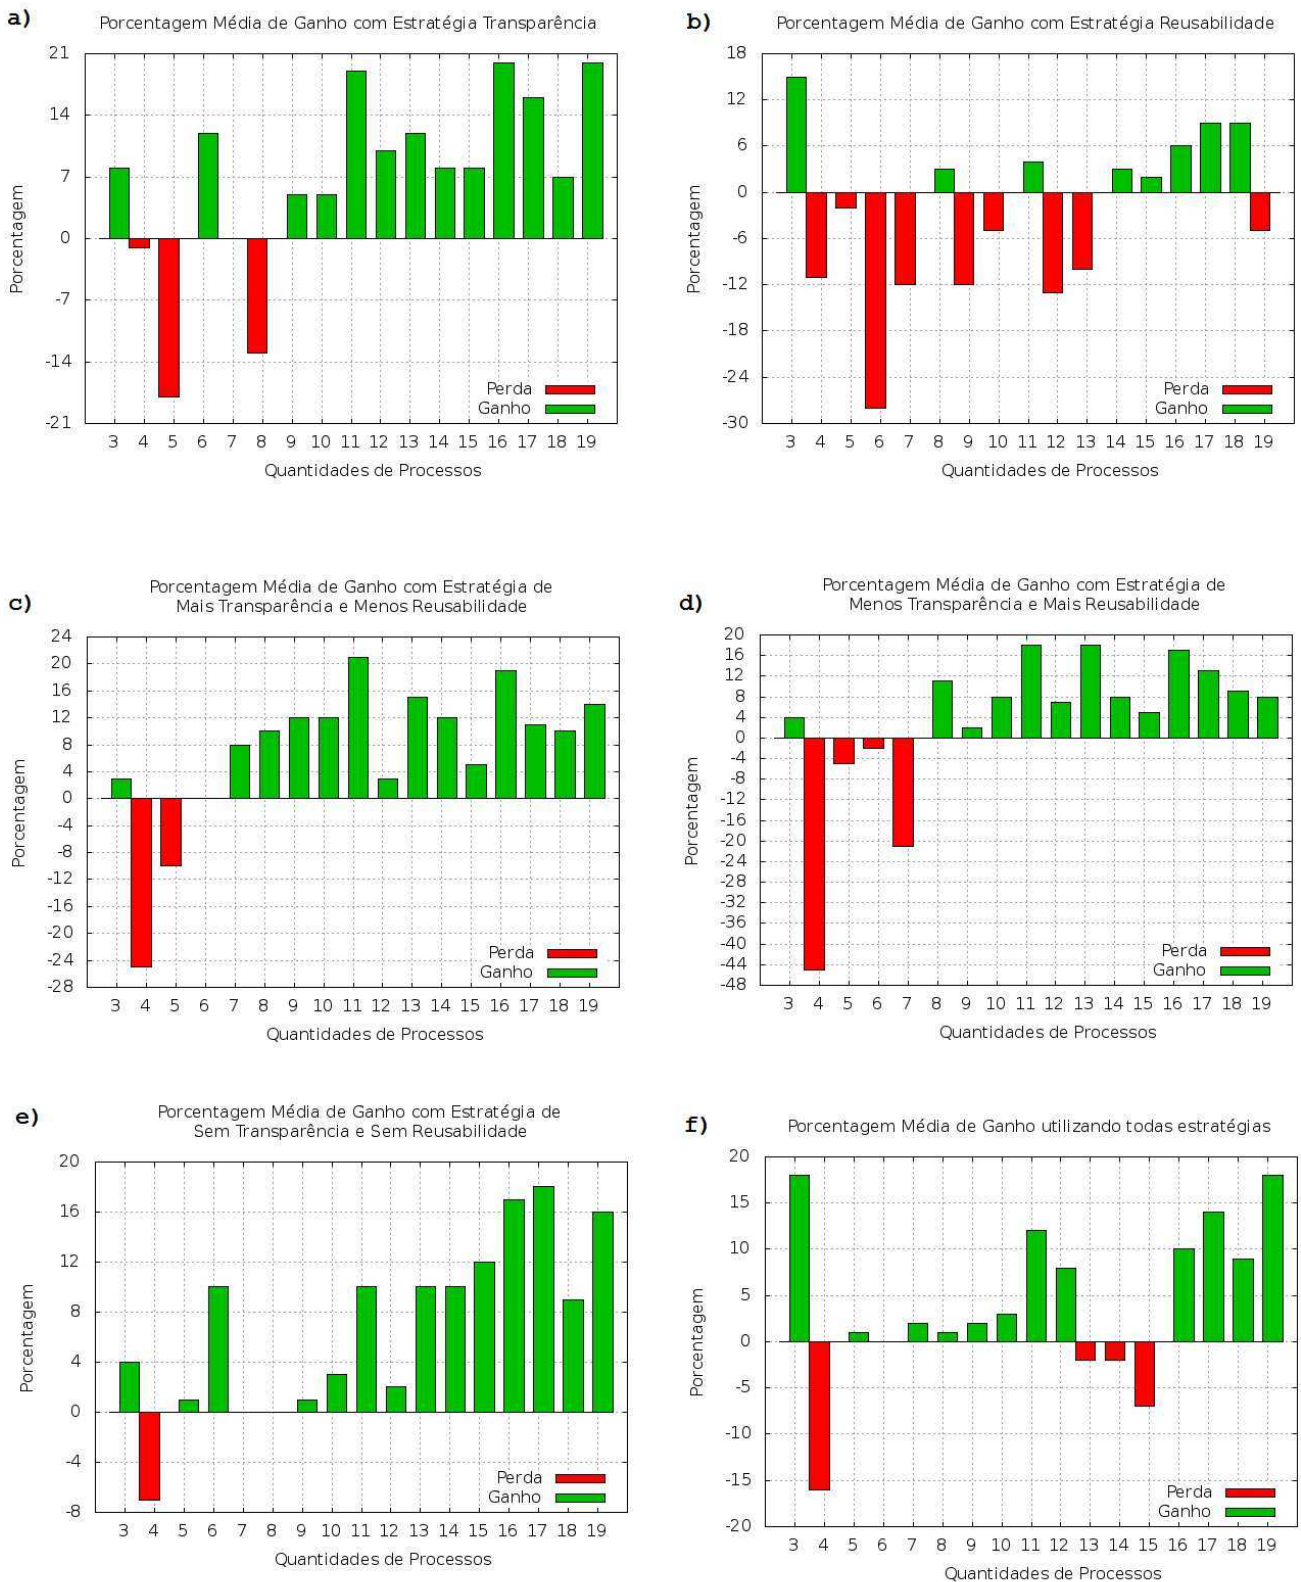 a)
Porcentagem Média de Ganho com Estratégia Transparência
21
14
7
0
-7
-14
-21
Porcentagem
Perda
Ganho
3 4 5 6 7 8 9 10 11 12 13 14 15 16 17 18 19
Quantidades de Processos
b)
Porcentagem Média de Ganho com Estratégia Reusabilidade
18
12
6
0
-6
-12
-18
-24
-30
Porcentagem
Perda
Ganho
3 4 5 6 7 8 9 10 11 12 13 14 15 16 17 18 19
Quantidades de Processos
c)
Porcentagem Média de Ganho com Estratégia de
Mais Transparência e Menos Reusabilidade
24
20
16
12
8
4
0
-4
-8
-12
-16
-20
-24
-28
Porcentagem
Perda
Ganho
3 4 5 6 7 8 9 10 11 12 13 14 15 16 17 18 19
Quantidades de Processos
d)
Porcentagem Média de Ganho com Estratégia de
Menos Transparência e Mais Reusabilidade
20
16
12
8
4
0
-4
-8
-12
-16
-20
-24
-28
-32
-36
-40
-44
-48
Porcentagem
Perda
Ganho
3 4 5 6 7 8 9 10 11 12 13 14 15 16 17 18 19
Quantidades de Processos
e)
Porcentagem Média de Ganho com Estratégia de
Sem Transparência e Sem Reusabilidade
20
16
12
8
4
0
-4
-8
Porcentagem
Perda
Ganho
3 4 5 6 7 8 9 10 11 12 13 14 15 16 17 18 19
Quantidades de Processos
f)
Porcentagem Média de Ganho utilizando todas estratégias
20
15
10
5
0
-5
-10
-15
-20
Porcentagem
Perda
Ganho
3 4 5 6 7 8 9 10 11 12 13 14 15 16 17 18 19
Quantidades de Processos